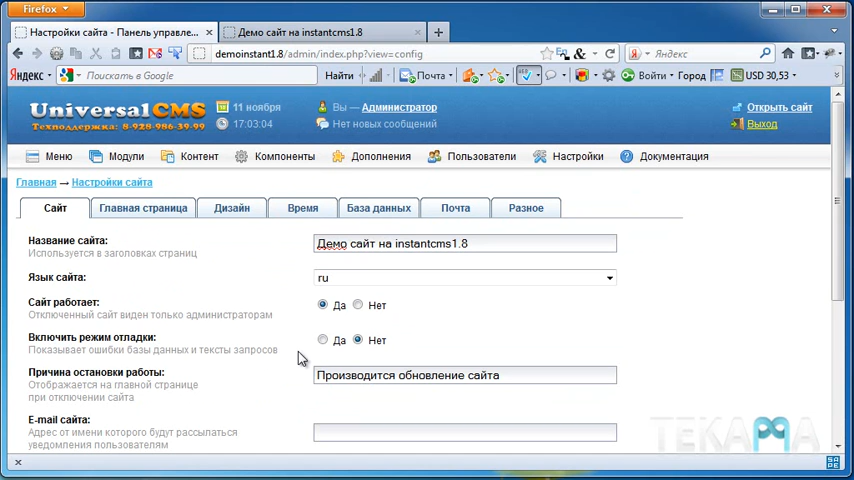 Firefox
Настройки сайта - Панель управле...
Демо сайт на instantcms1.8
demoinstant1.8/admin/index.php?view=config
Яндекс
Яндекс
Поиск в Google
Найти
Почта
Войти
Город
USD 30,53
UniversalCMS
Техподдержка: 8-928-986-39-99
11 ноября
17:03:04
Вы — Администратор
Нет новых сообщений
Открыть сайт
Выход
Меню
Модули
Контент
Компоненты
Дополнения
Пользователи
Настройки
Документация
Главная → Настройки сайта
Сайт
Главная страница
Дизайн
Время
База данных
Почта
Разное
Название сайта:
Используется в заголовках страниц
Демо сайт на instantcms1.8
Язык сайта:
ru
Сайт работает:
Отключенный сайт виден только администраторам
Да
Нет
Включить режим отладки:
Показывает ошибки базы данных и тексты запросов
Да
Нет
Причина остановки работы:
Отображается на главной странице
при отключении сайта
Производится обновление сайта
E-mail сайта:
Адрес от имени которого будут рассылаться
уведомления пользователям